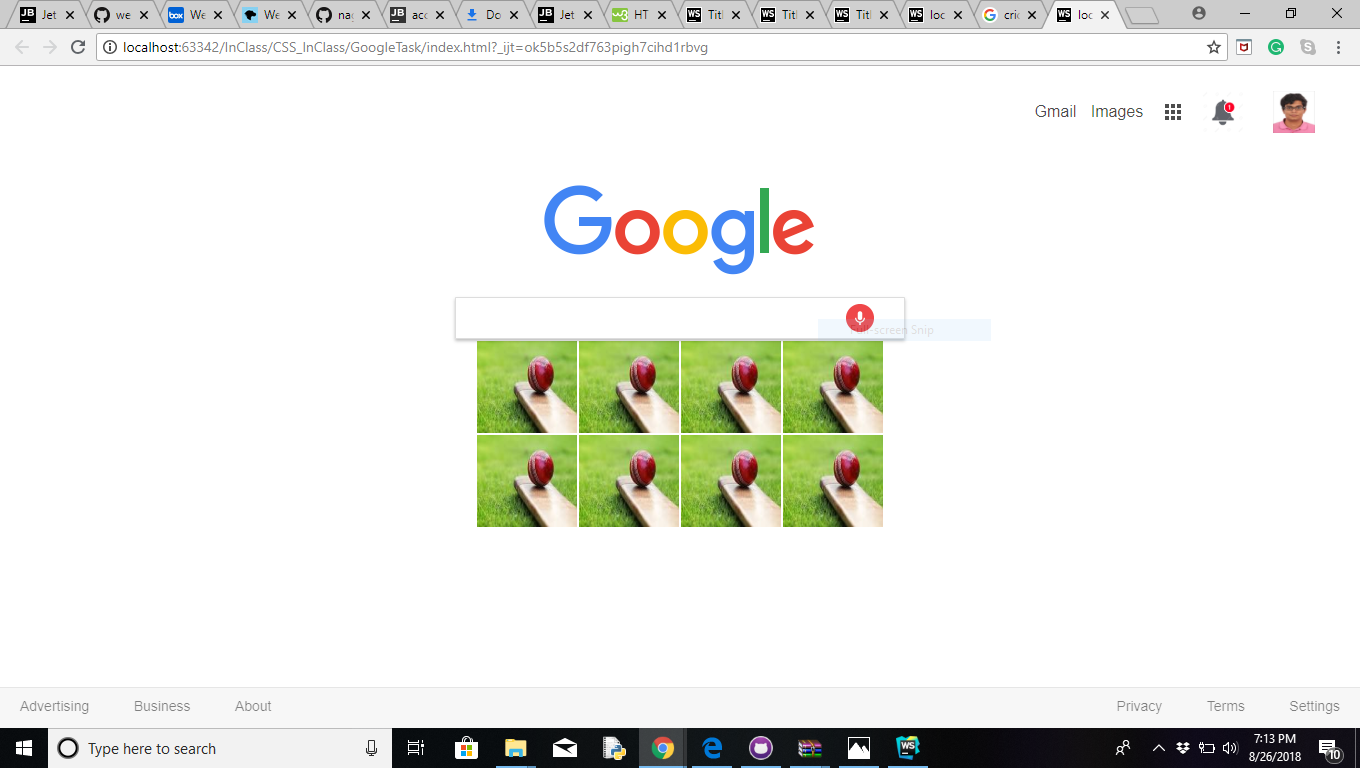 Jet we We We nag acc Do Jet HT Titl Titl Titl loc cric loc
localhost:63342/InClass/CSS_InClass/GoogleTask/index.html?_ijt=ok5b5s2df763pigh7cihd1rbvg
Gmail Images
Google
Full-screen Snip
Advertising Business About Privacy Terms Settings
Type here to search
7:13 PM
8/26/2018
10